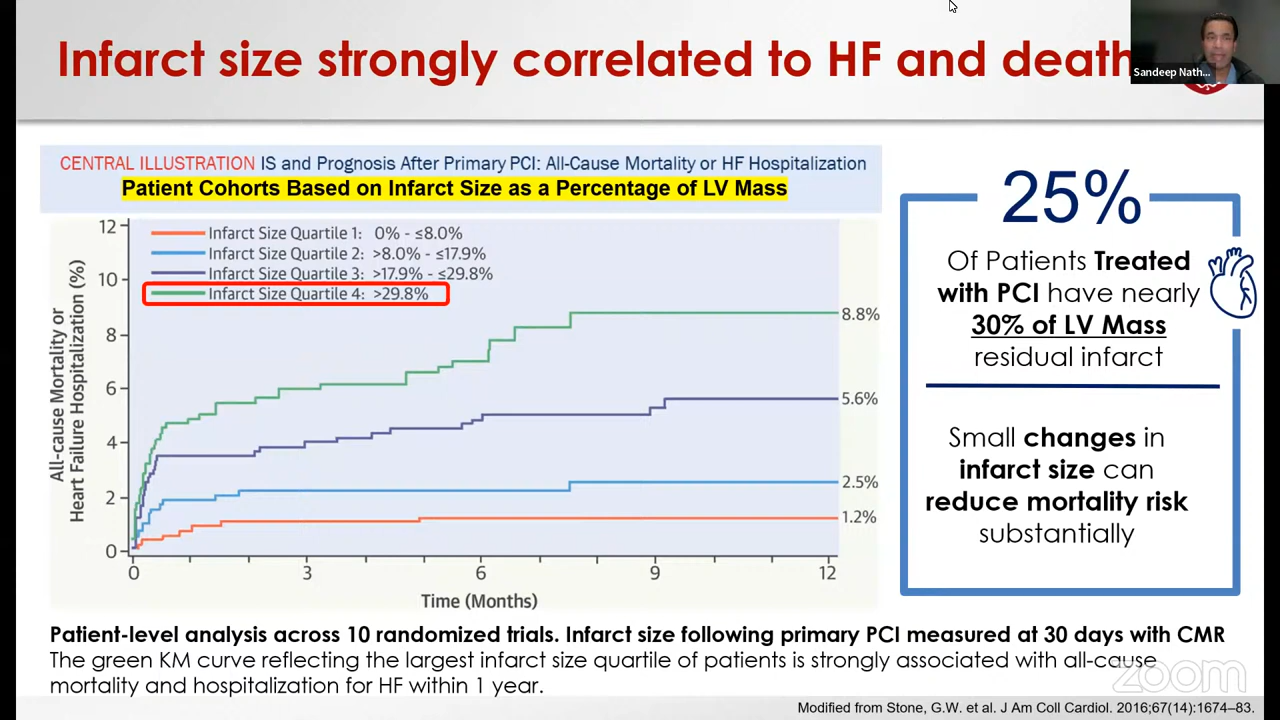 Infarct size strongly correlated to HF and death
Sandeep Nath...
CENTRAL ILLUSTRATION IS and Prognosis After Primary PCI: All-Cause Mortality or HF Hospitalization
Patient Cohorts Based on Infarct Size as a Percentage of LV Mass
All-cause Mortality or
Heart Failure Hospitalization (%)
12
10
8
6
4
2
0
Infarct Size Quartile 1: 0% - ≤8.0%
Infarct Size Quartile 2: >8.0% - ≤17.9%
Infarct Size Quartile 3: >17.9% - ≤29.8%
Infarct Size Quartile 4: >29.8%
8.8%
5.6%
2.5%
1.2%
0 3 6 9 12
Time (Months)
25%
Of Patients Treated
with PCI have nearly
30% of LV Mass
residual infarct
Small changes in
infarct size can
reduce mortality risk
substantially
Patient-level analysis across 10 randomized trials. Infarct size following primary PCI measured at 30 days with CMR
The green KM curve reflecting the largest infarct size quartile of patients is strongly associated with all-cause
mortality and hospitalization for HF within 1 year.
zoom
Modified from Stone, G.W. et al. J Am Coll Cardiol. 2016;67(14):1674–83.